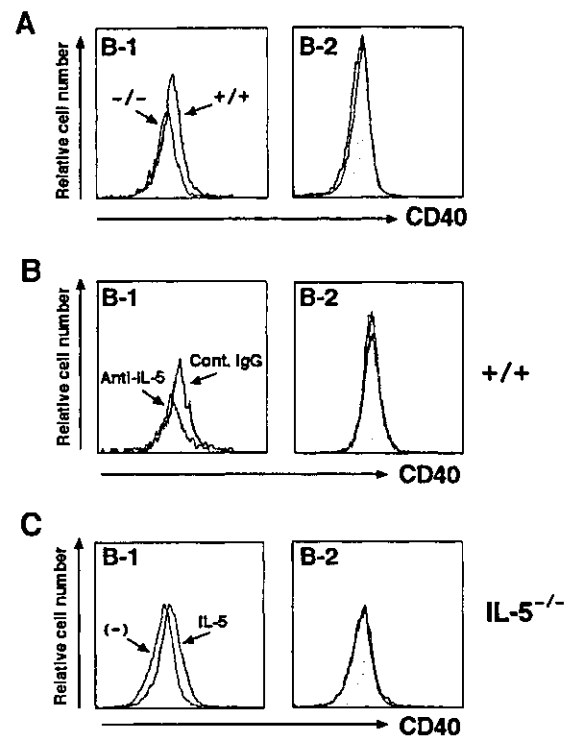 A
B-1
B-2
-/-
+/+
Relative cell number
CD40
B
B-1
B-2
Anti-IL-5
Cont. IgG
+/+
Relative cell number
CD40
C
B-1
B-2
(-)
IL-5
IL-5-/-
Relative cell number
CD40